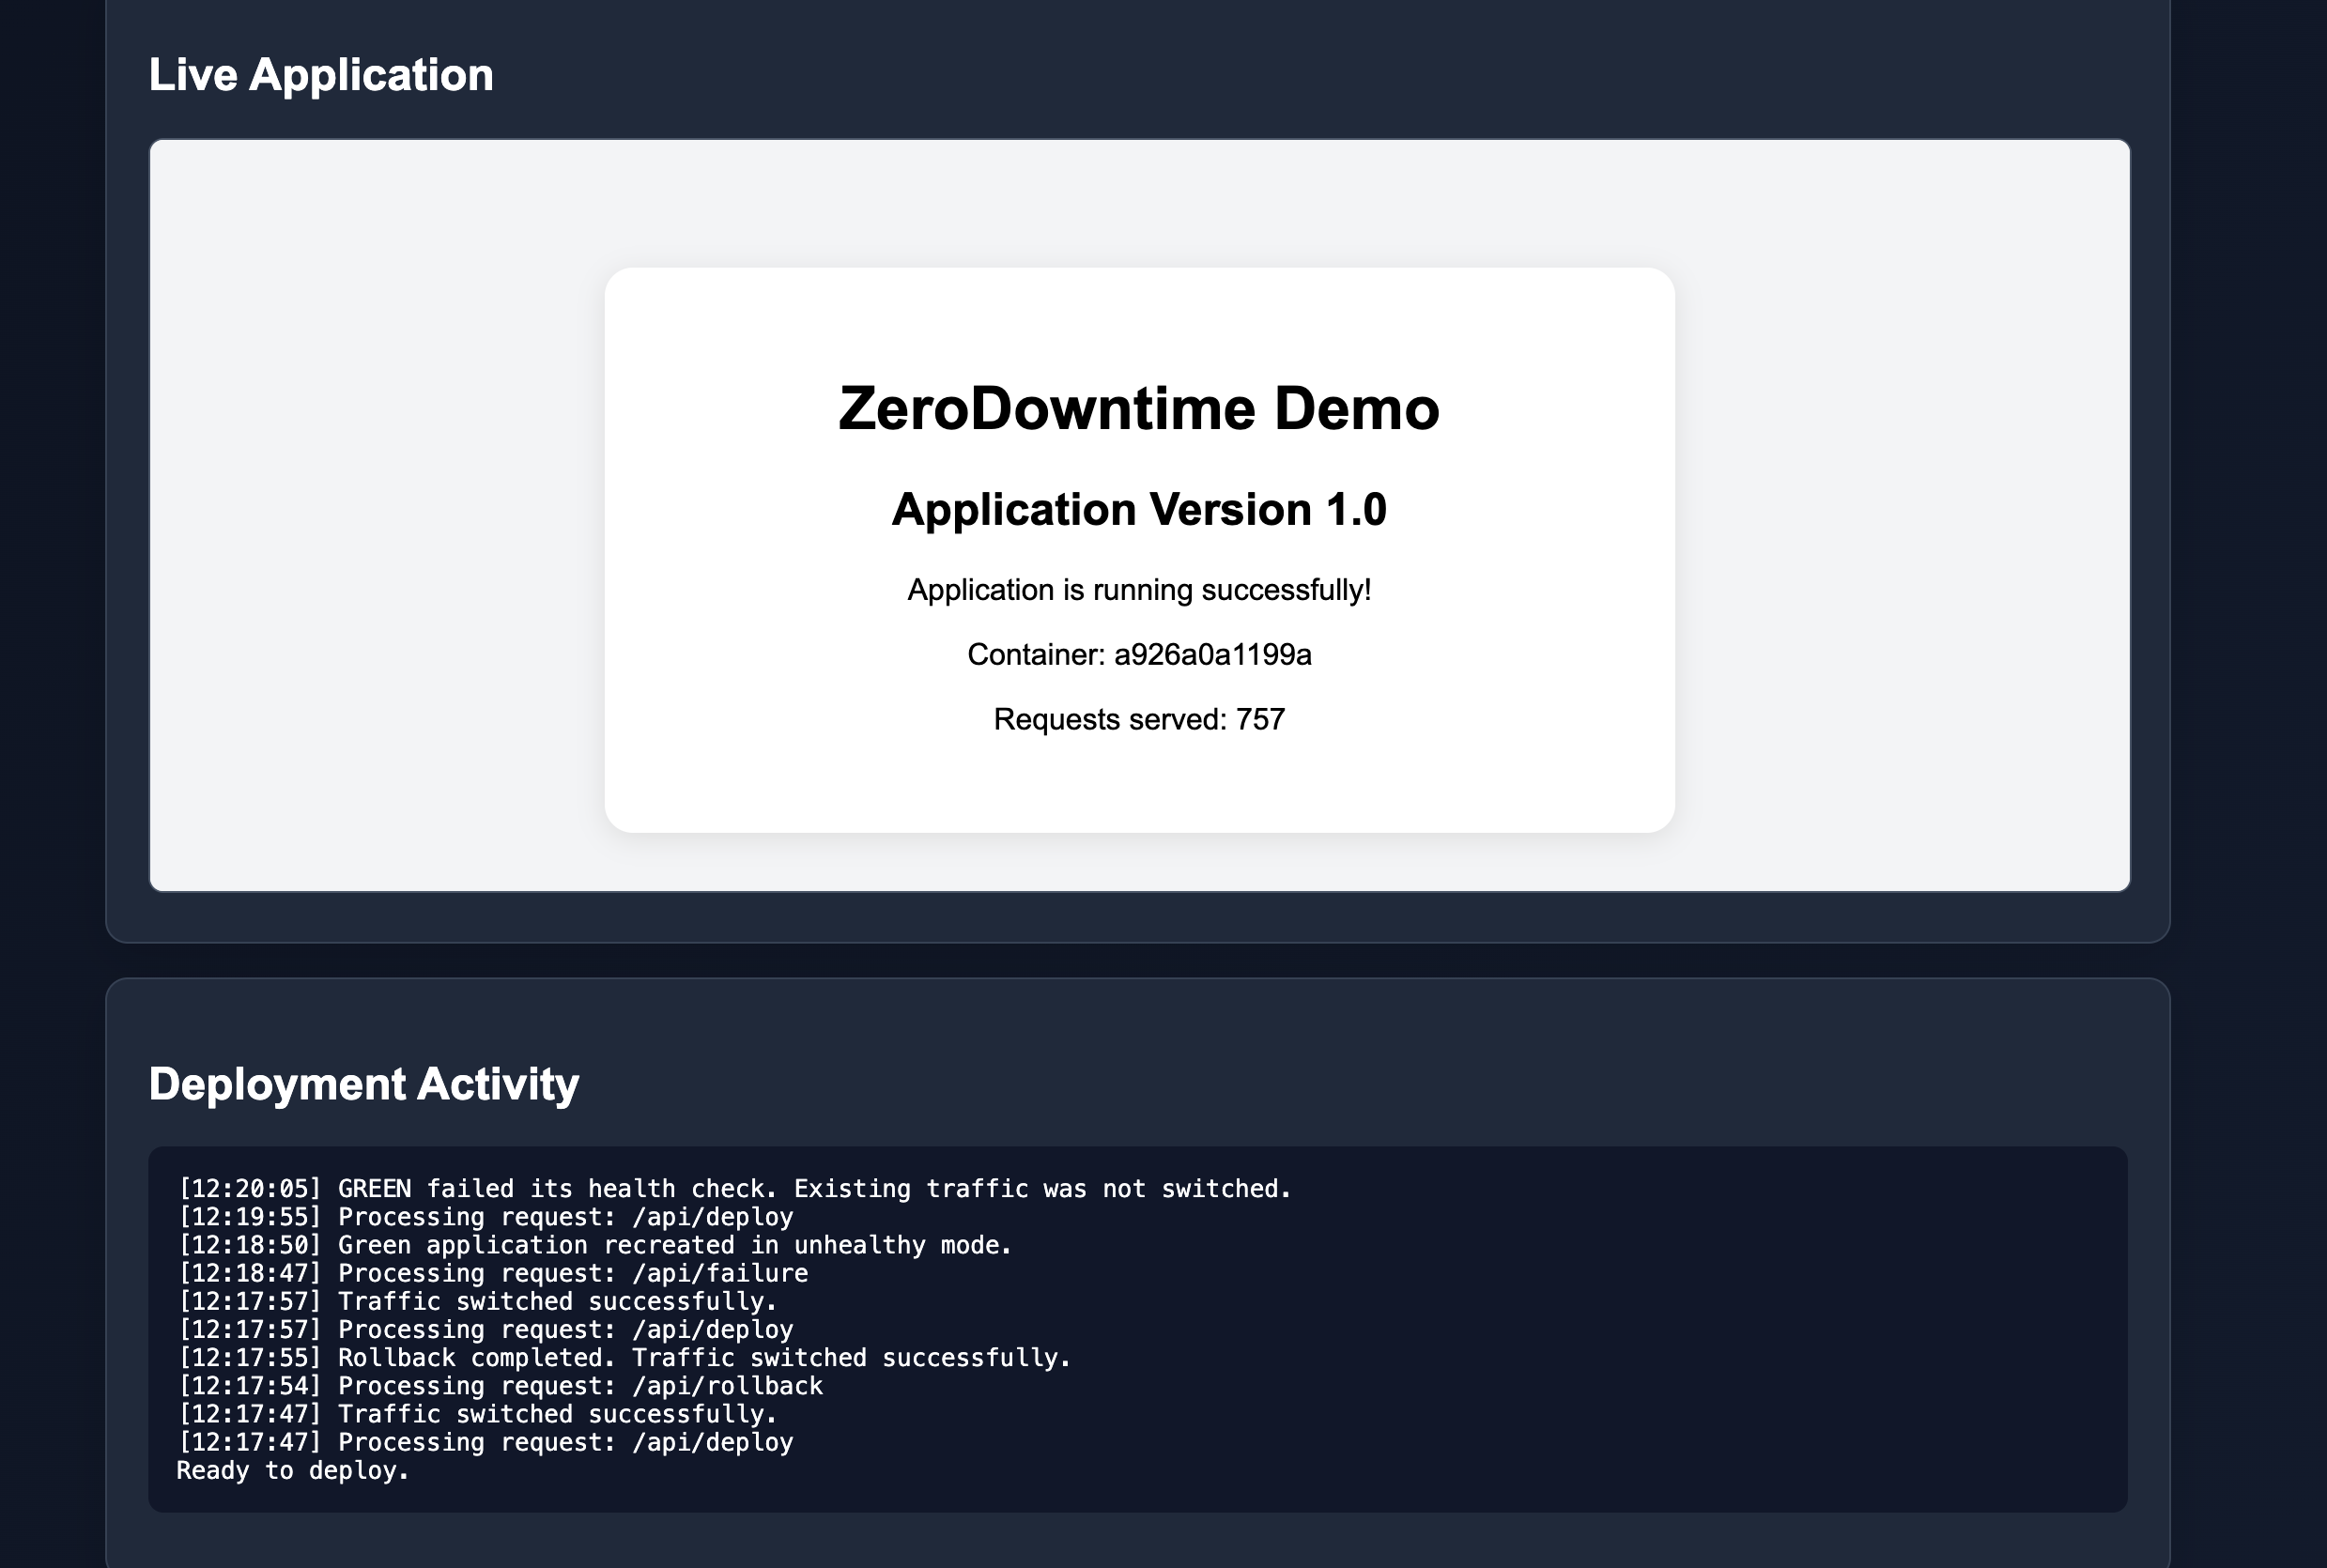 Live Application
ZeroDowntime Demo
Application Version 1.0
Application is running successfully!
Container: a926a0a1199a
Requests served: 757
Deployment Activity
[12:20:05] GREEN failed its health check. Existing traffic was not switched.
[12:19:55] Processing request: /api/deploy
[12:18:50] Green application recreated in unhealthy mode.
[12:18:47] Processing request: /api/failure
[12:17:57] Traffic switched successfully.
[12:17:57] Processing request: /api/deploy
[12:17:55] Rollback completed. Traffic switched successfully.
[12:17:54] Processing request: /api/rollback
[12:17:47] Traffic switched successfully.
[12:17:47] Processing request: /api/deploy
Ready to deploy.